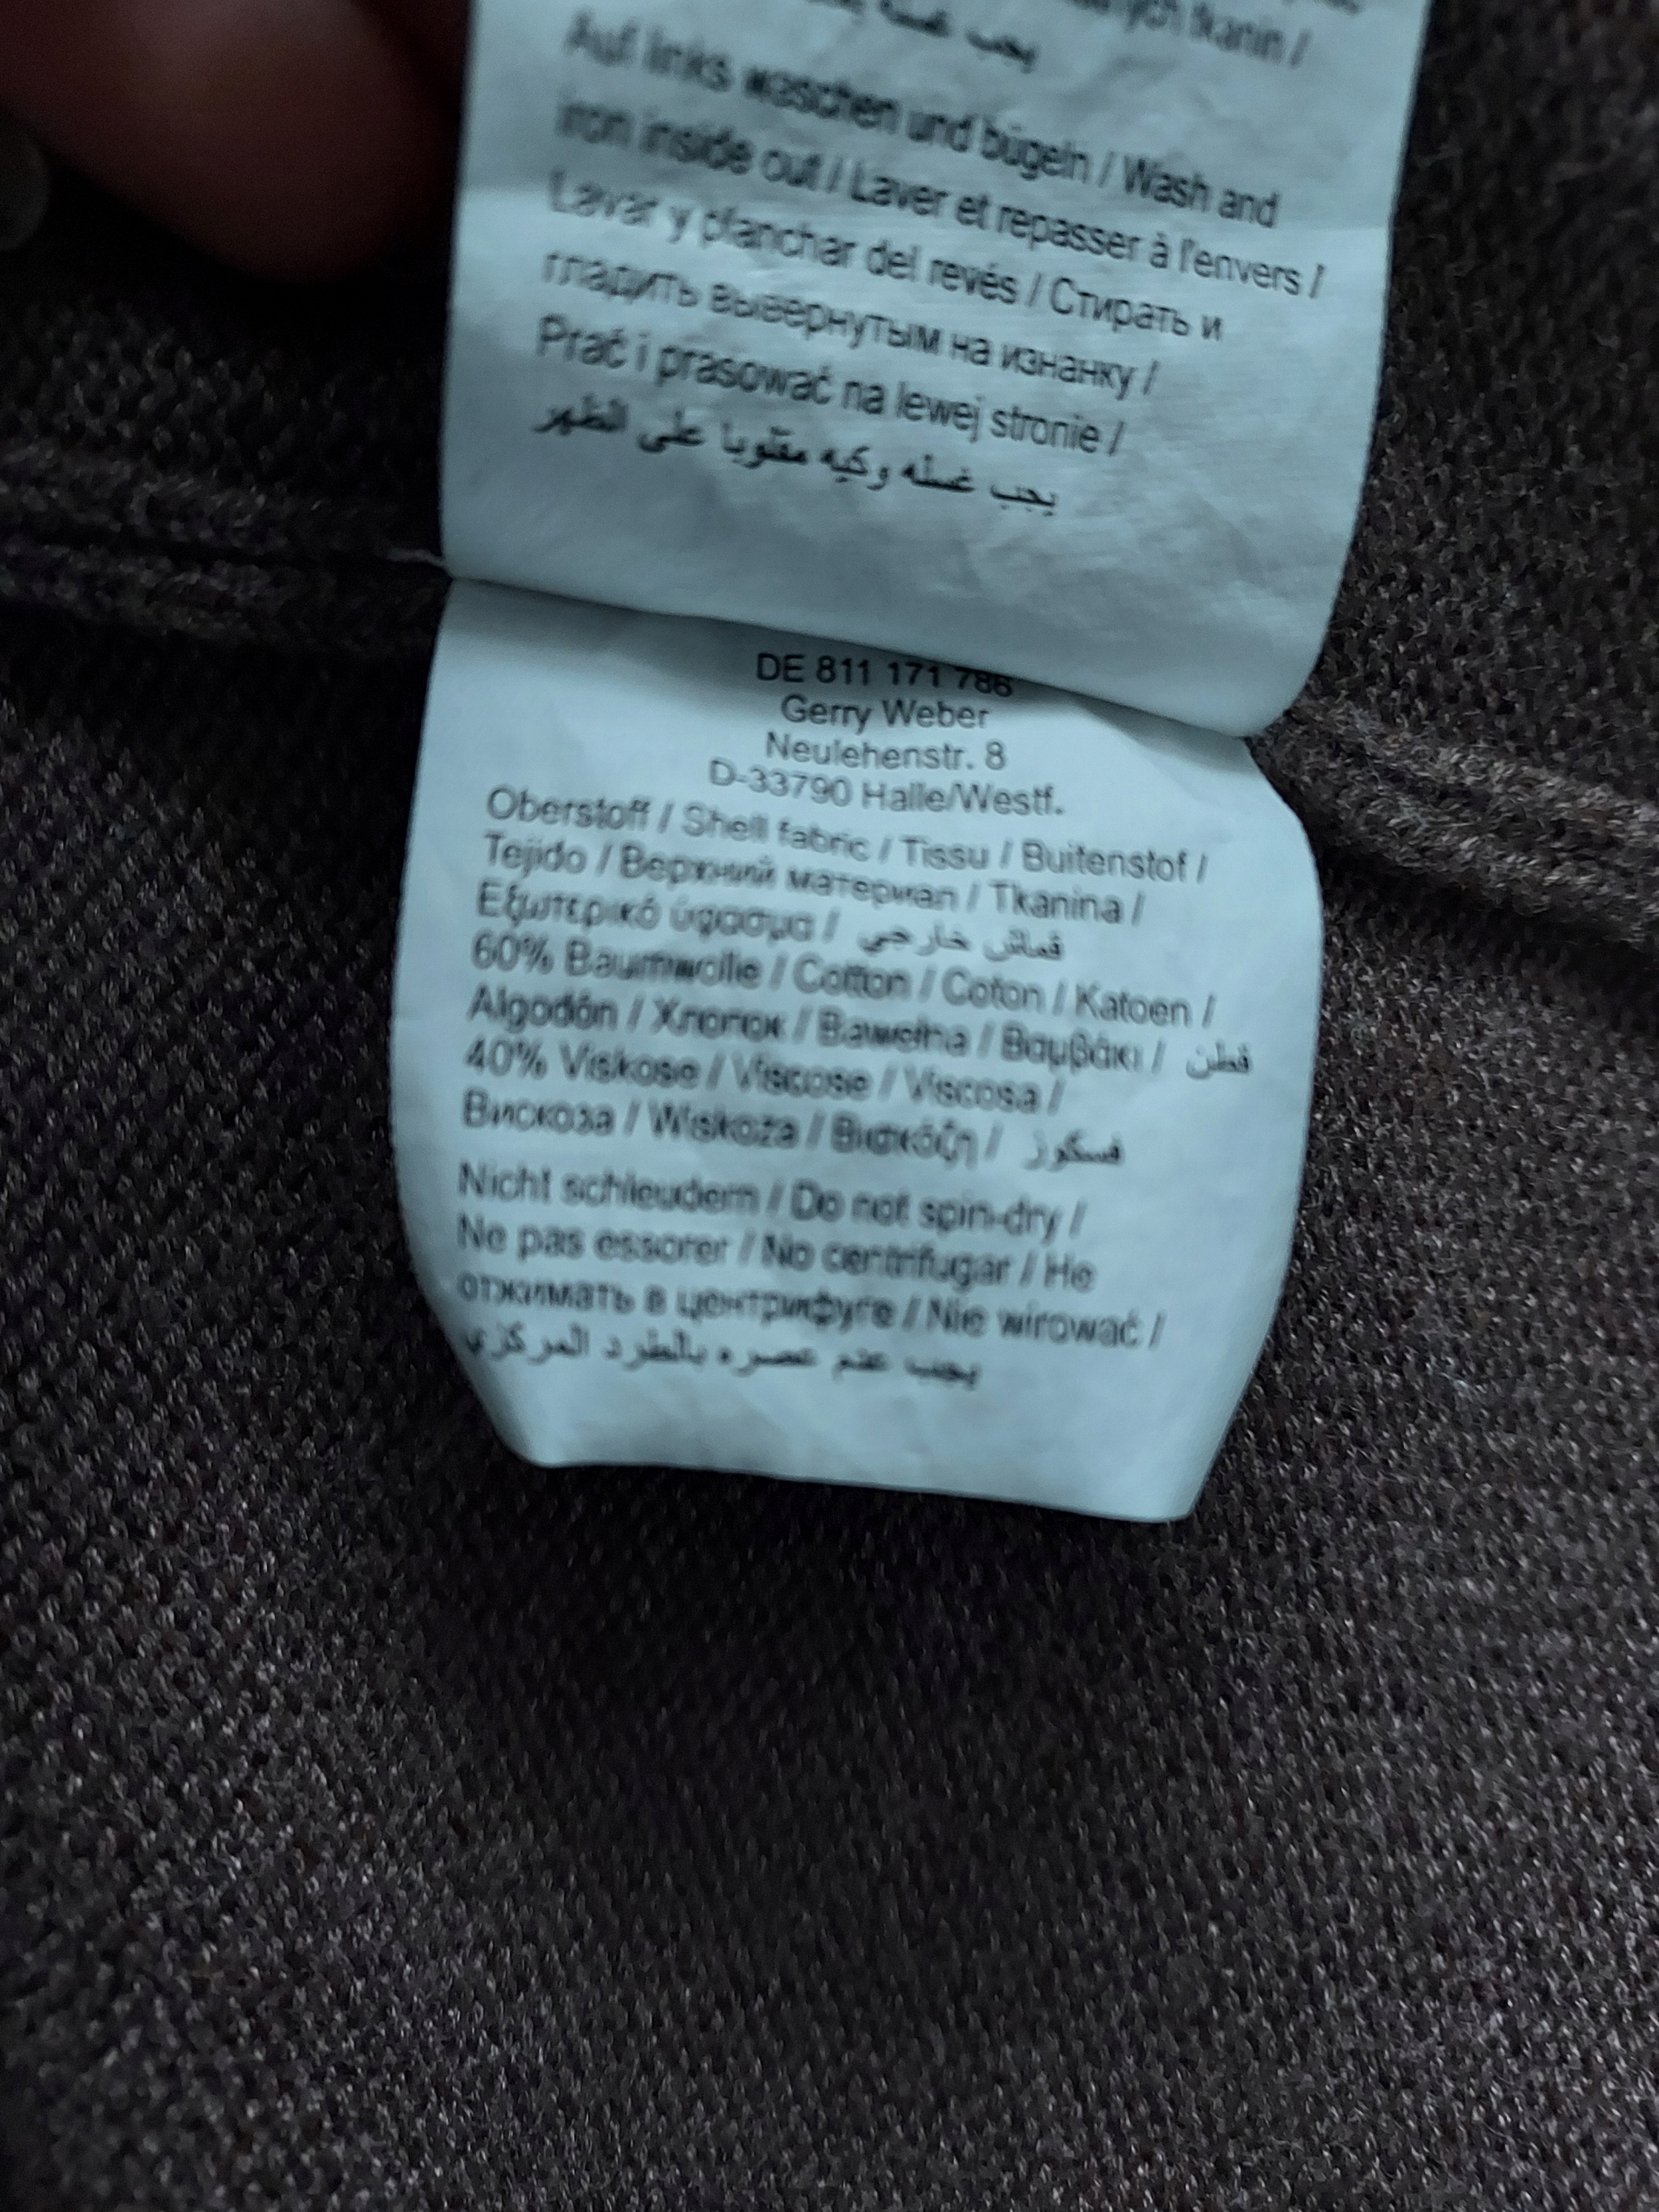 tkanin /
يجب غسله
Auf links waschen und bügeln / Wash and
iron inside out / Laver et repasser à l'envers /
Lavar y planchar del revés / Стирать и
гладить вывернутым на изнанку /
Prać i prasować na lewej stronie /
يجب غسله وكيه مقلوبا على الظهر
DE 811 171 786
Gerry Weber
Neulehenstr. 8
D-33790 Halle/Westf.
Oberstoff / Shell fabric / Tissu / Buitenstof /
Tejido / Верхний материал / Tkanina /
Εξωτερικό ύφασμα / قماش خارجي
60% Baumwolle / Cotton / Coton / Katoen /
Algodón / Хлопок / Bawełna / Βαμβάκι / قطن
40% Viskose / Viscose / Viscosa /
Вискоза / Wiskoza / Βισκόζη / فسكوز
Nicht schleudern / Do not spin-dry /
Ne pas essorer / No centrifugar / Не
отжимать в центрифуге / Nie wirować /
يجب عدم عصره بالطرد المركزي